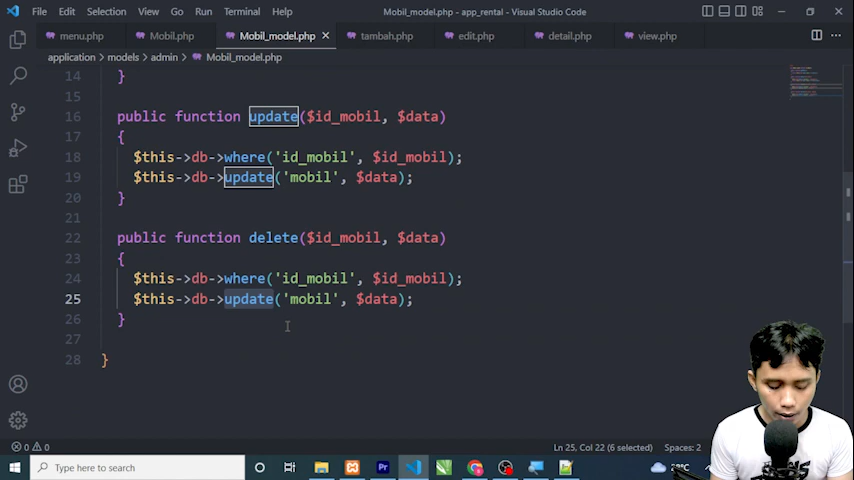 File Edit Selection View Go Run Terminal Help Mobil_model.php - app_rental - Visual Studio Code
menu.php Mobil.php Mobil_model.php tambah.php edit.php detail.php view.php
application > models > admin > Mobil_model.php
14 }
15
16 public function update($id_mobil, $data)
17 {
18 $this->db->where('id_mobil', $id_mobil);
19 $this->db->update('mobil', $data);
20 }
21
22 public function delete($id_mobil, $data)
23 {
24 $this->db->where('id_mobil', $id_mobil);
25 $this->db->update('mobil', $data);
26 }
27
28 }
0 0 Ln 25, Col 22 (6 selected) Spaces: 2
Type here to search